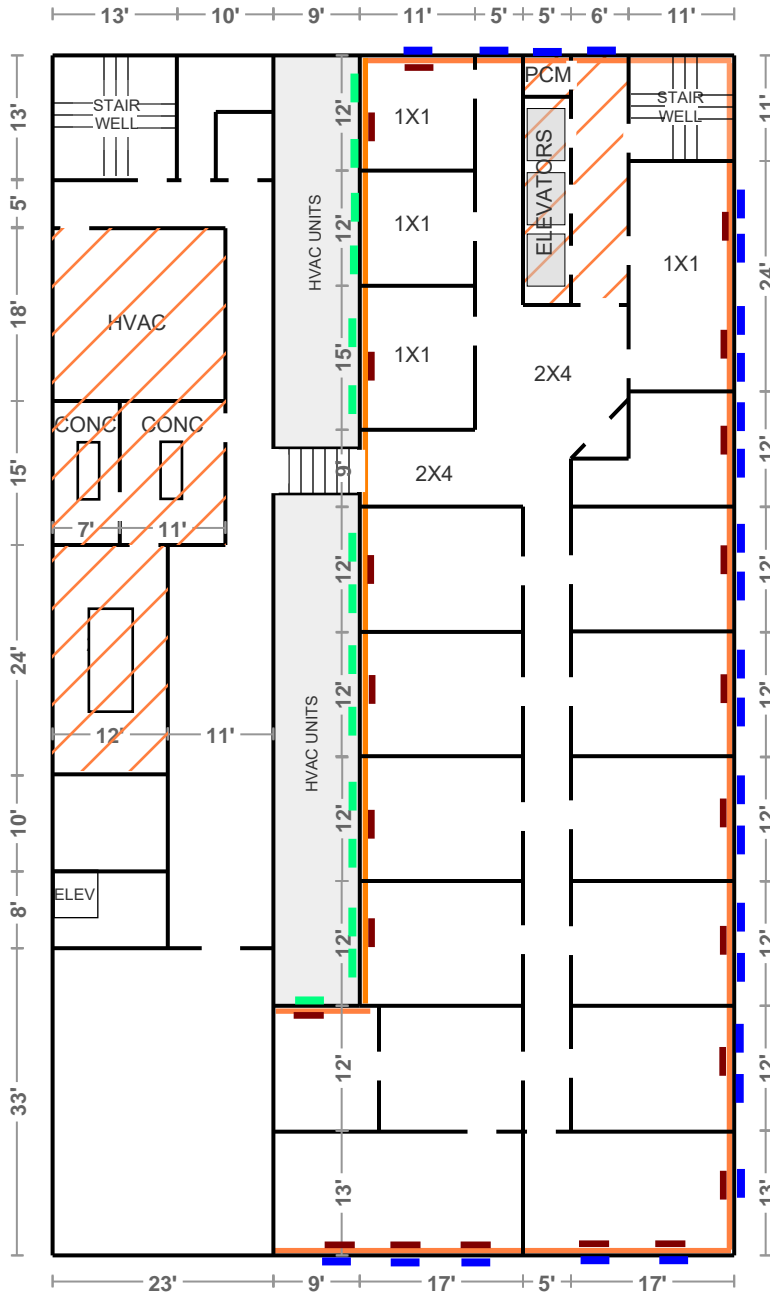 13'
10'
9'
11'
5'
5'
6'
11'
13'
5'
18'
15'
24'
10'
8'
33'
STAIR
WELL
HVAC
CONC
CONC
7'
11'
12'
11'
ELEV
HVAC UNITS
HVAC UNITS
12'
12'
15'
9'
12'
12'
12'
12'
12'
13'
1X1
1X1
1X1
2X4
PCM
ELEVATORS
2X4
STAIR
WELL
1X1
11'
24'
12'
12'
12'
12'
12'
12'
13'
23'
9'
17'
5'
17'